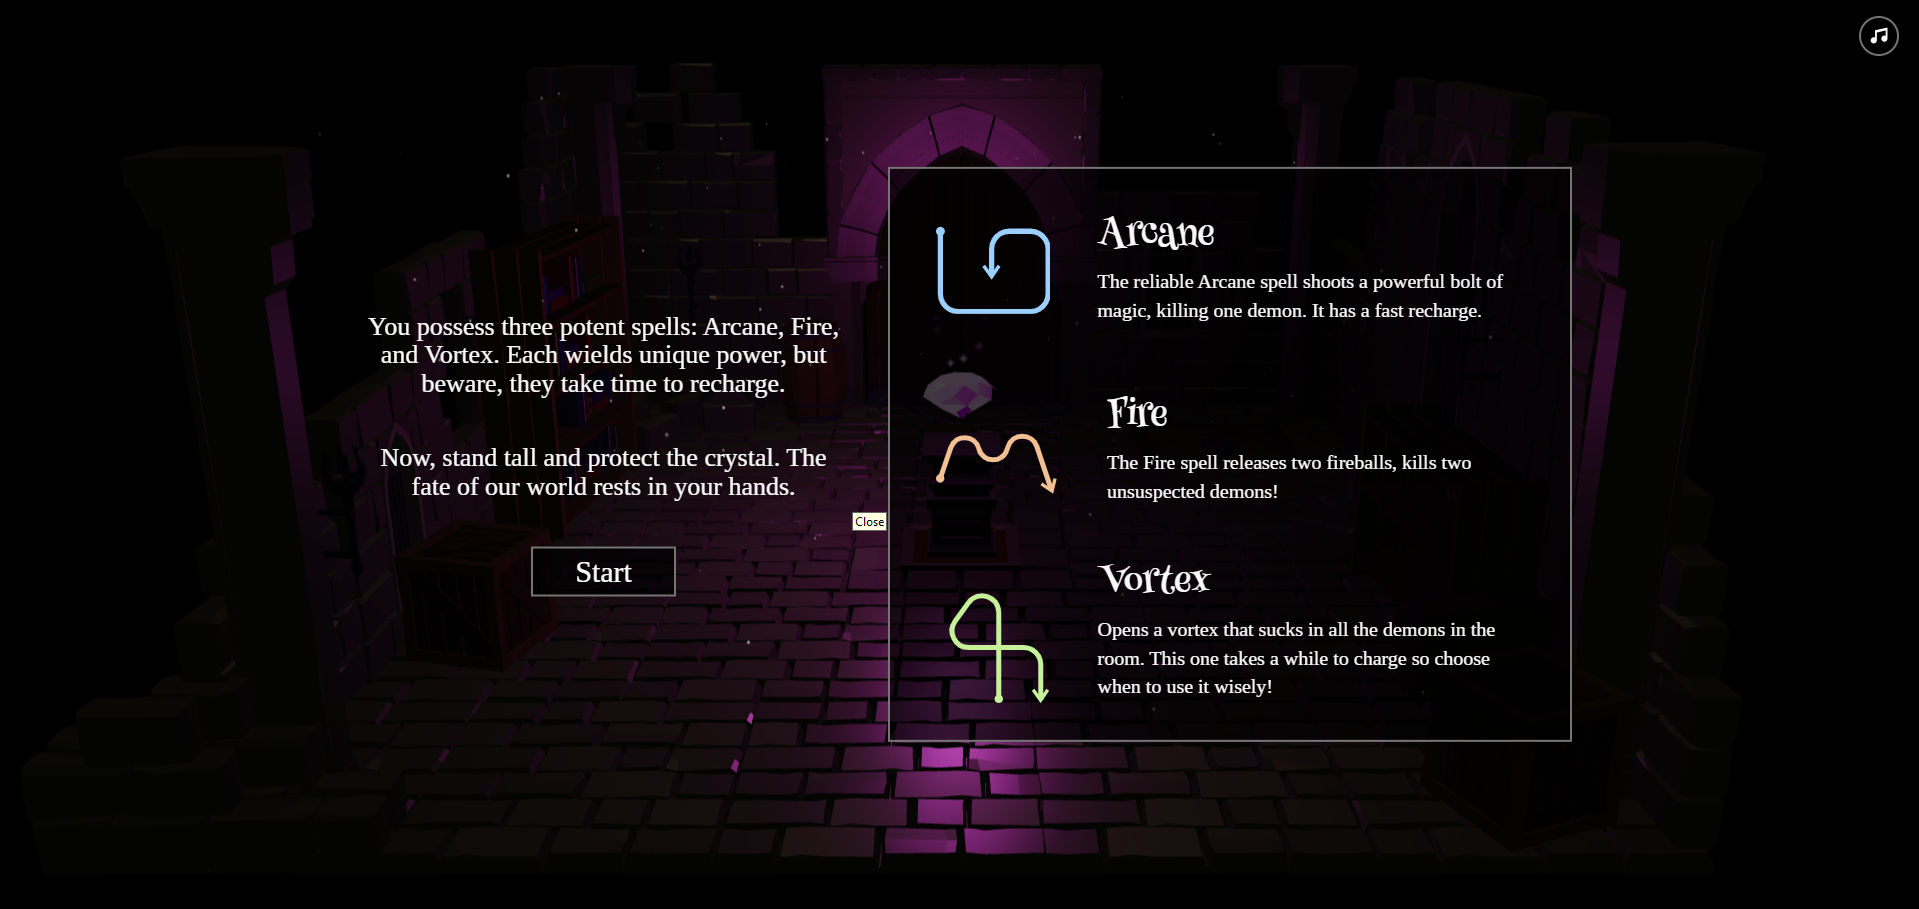 You possess three potent spells: Arcane, Fire,
and Vortex. Each wields unique power, but
beware, they take time to recharge.
Now, stand tall and protect the crystal. The
fate of our world rests in your hands.
Close
Start
Arcane
The reliable Arcane spell shoots a powerful bolt of
magic, killing one demon. It has a fast recharge.
Fire
The Fire spell releases two fireballs, kills two
unsuspected demons!
Vortex
Opens a vortex that sucks in all the demons in the
room. This one takes a while to charge so choose
when to use it wisely!